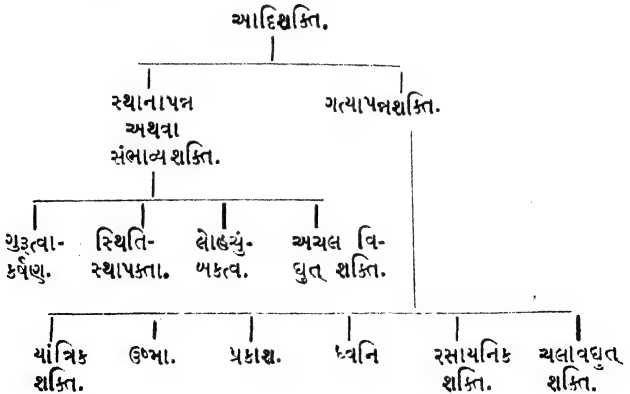 આદિશક્તિ.
સ્થાનાપન્ન
અથવા
સંભાવ્યશક્તિ.
ગત્યાપન્નશક્તિ.
ગુરૂત્વા-
કર્ષણ.
સ્થિતિ-
સ્થાપક્તા.
લોહચું-
બકત્વ.
અચલ વિ-
દ્યુત્ શક્તિ.
યાંત્રિક
શક્તિ.
ઉષ્મા.
પ્રકાશ.
ધ્વનિ
રસાયનિક
શક્તિ.
ચલાવદ્યુત્
શક્તિ.